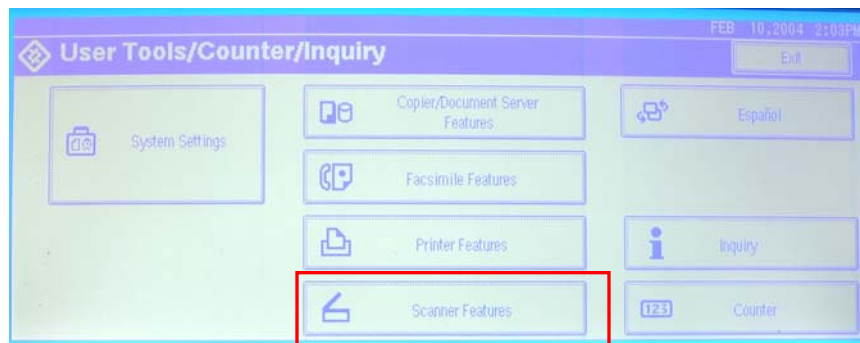 FEB 10,2004 2:03PM
User Tools/Counter/Inquiry
Exit
System Settings
Copier/Document Server
Features
Español
Facsimile Features
Printer Features
Inquiry
Scanner Features
123
Counter